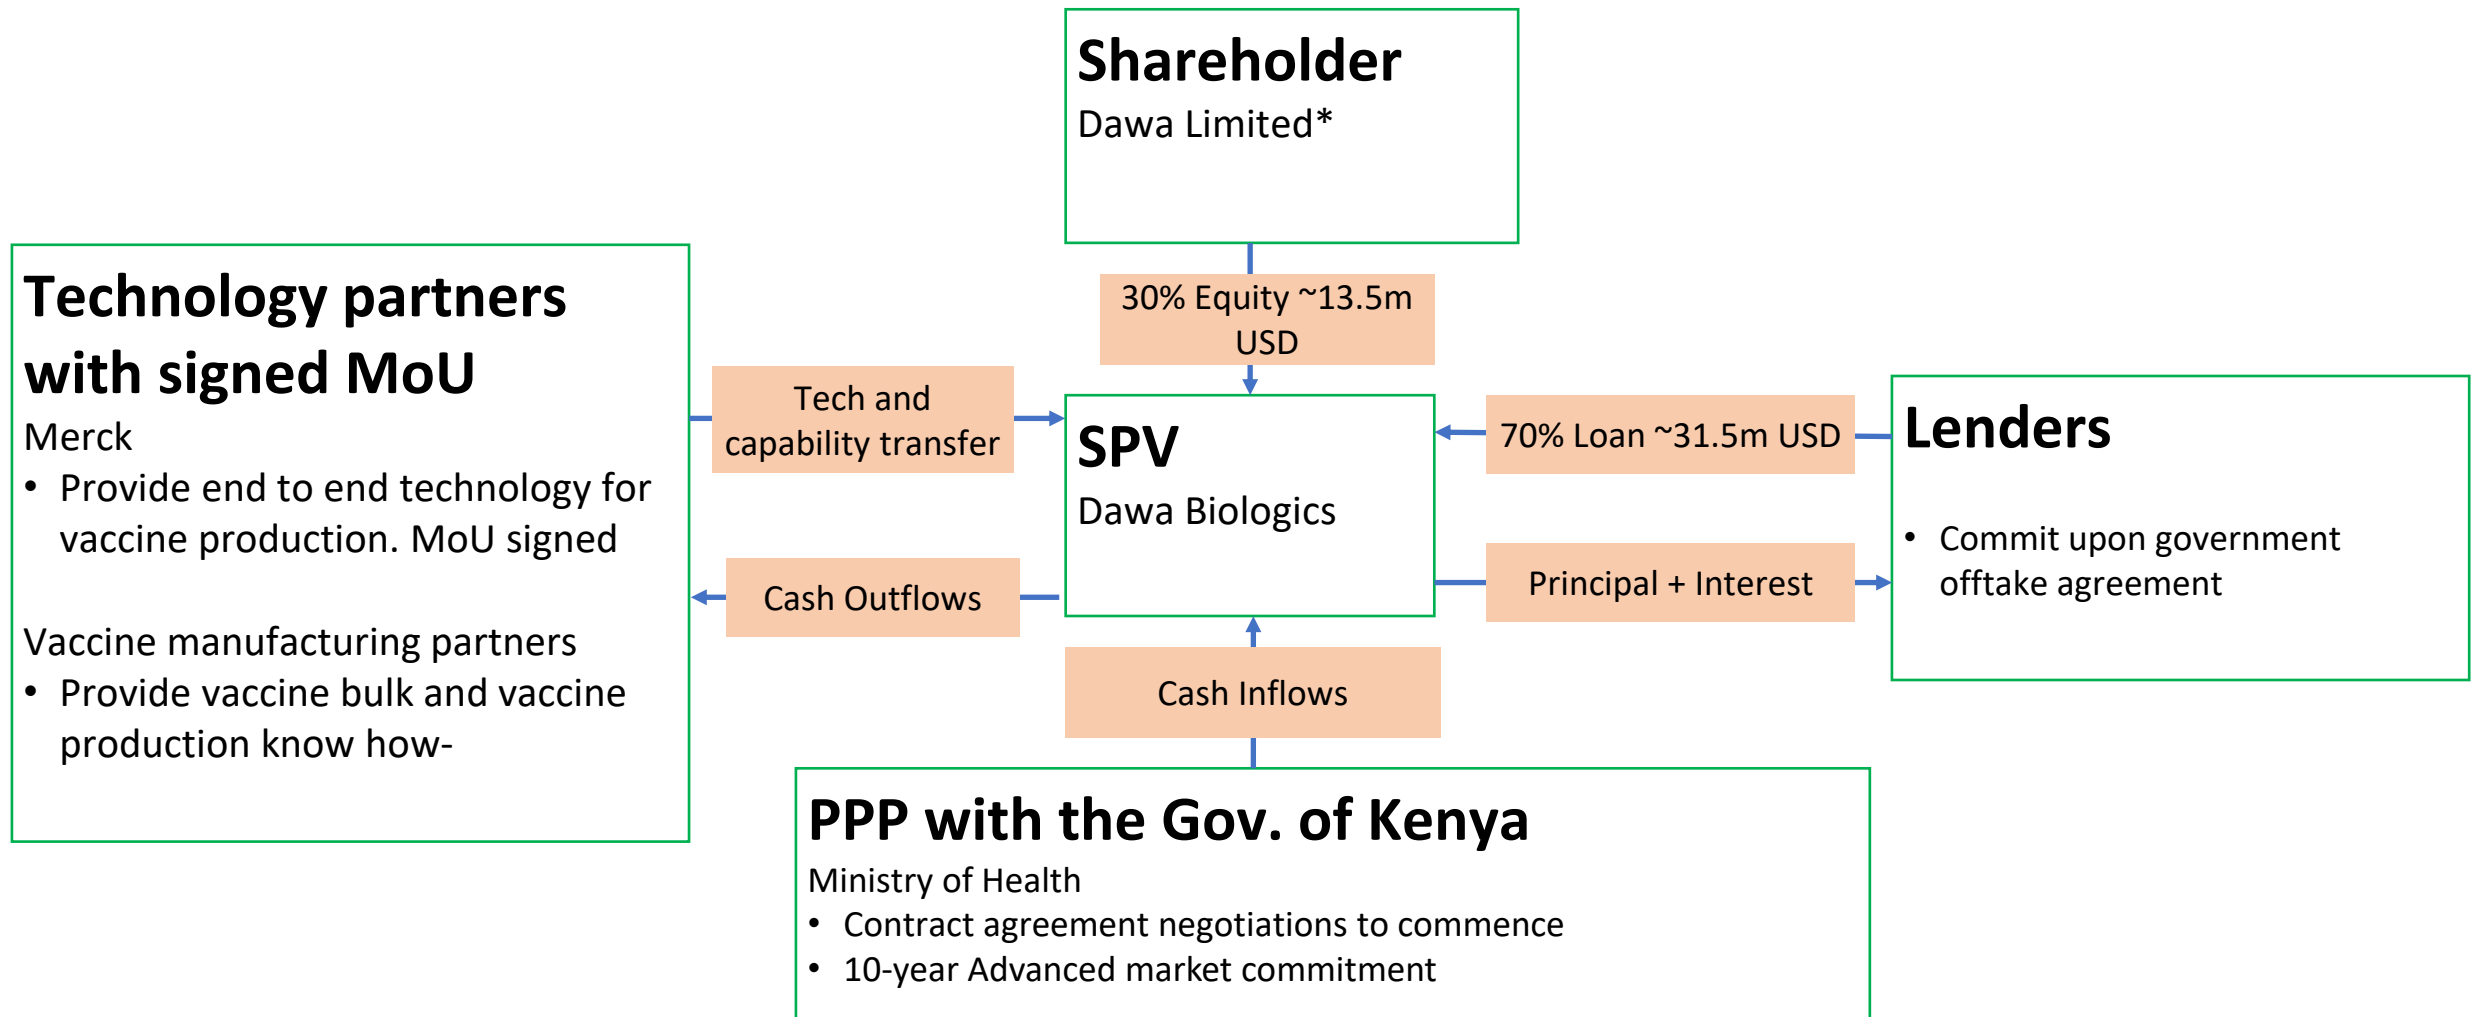 Shareholder
Dawa Limited*
30% Equity ~13.5m
USD
Technology partners
with signed MoU
Merck
• Provide end to end technology for
vaccine production. MoU signed
Vaccine manufacturing partners
• Provide vaccine bulk and vaccine
production know how-
Tech and
capability transfer
Cash Outflows
SPV
Dawa Biologics
70% Loan ~31.5m USD
Principal + Interest
Lenders
• Commit upon government
offtake agreement
Cash Inflows
PPP with the Gov. of Kenya
Ministry of Health
• Contract agreement negotiations to commence
• 10-year Advanced market commitment